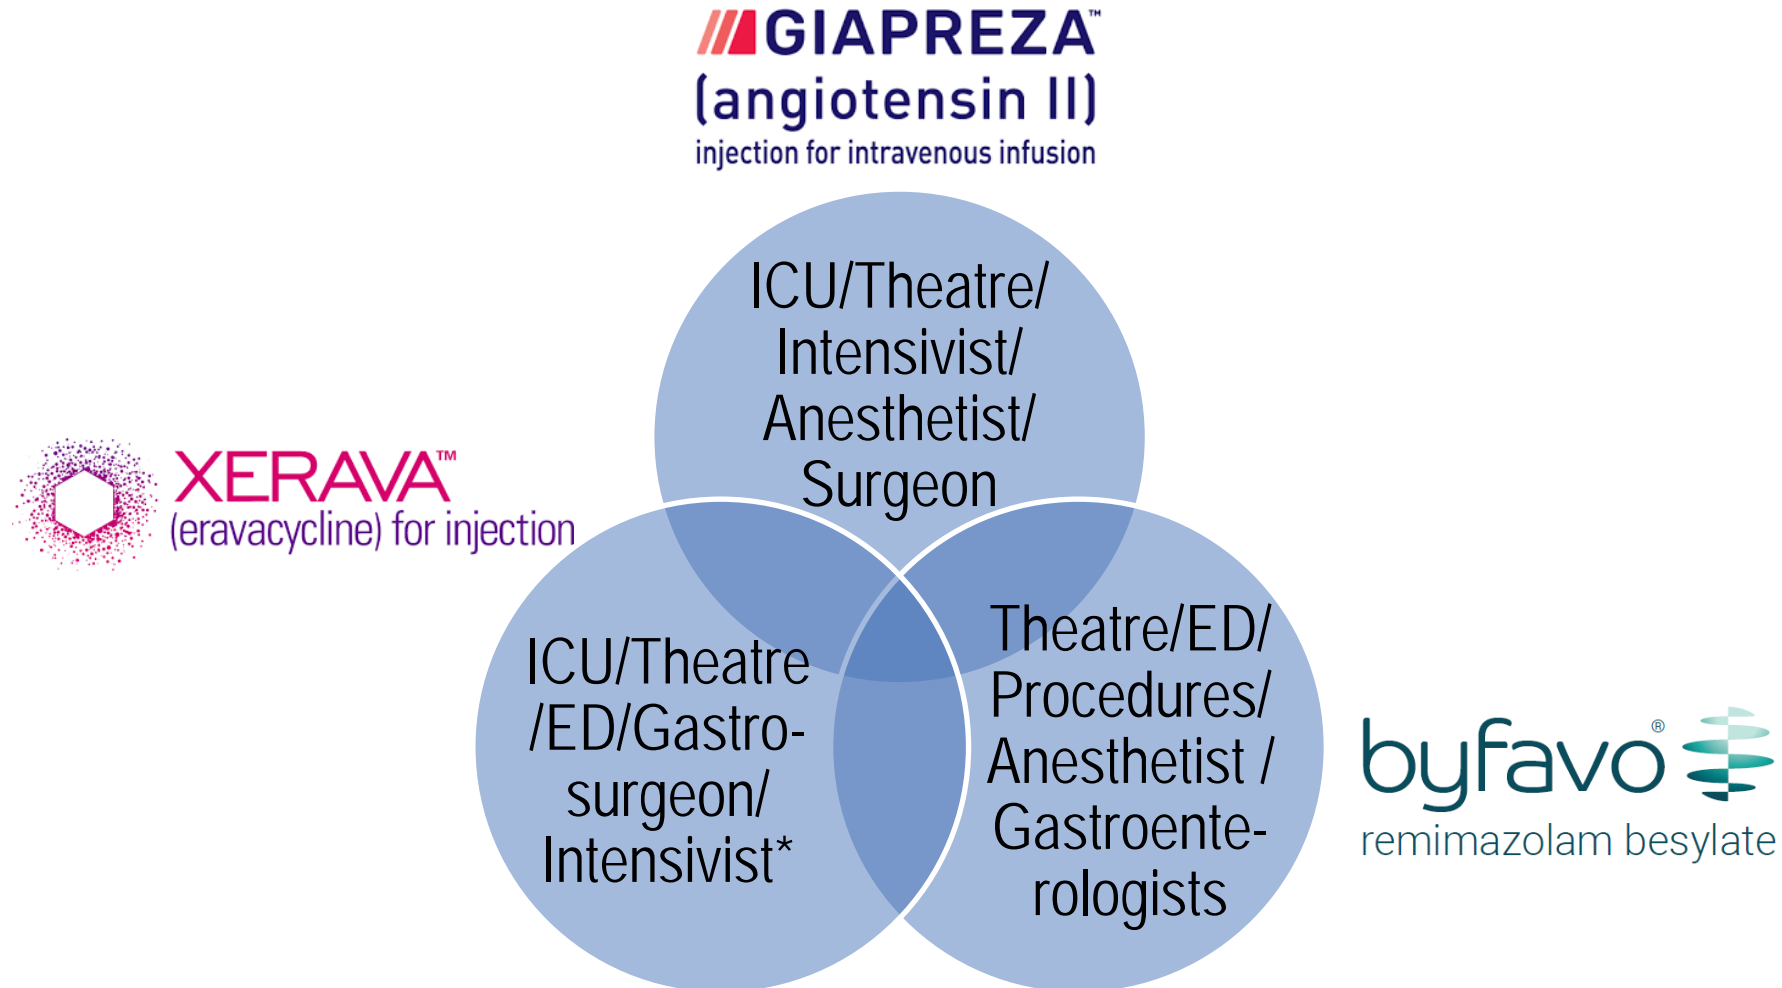 GIAPREZA™
(angiotensin II)
injection for intravenous infusion
ICU/Theatre/
Intensivist/
Anesthetist/
Surgeon
XERAVA™
(eravacycline) for injection
ICU/Theatre
/ED/Gastro-
surgeon/
Intensivist*
Theatre/ED/
Procedures/
Anesthetist /
Gastroente-
rologists
byfavo®
remimazolam besylate